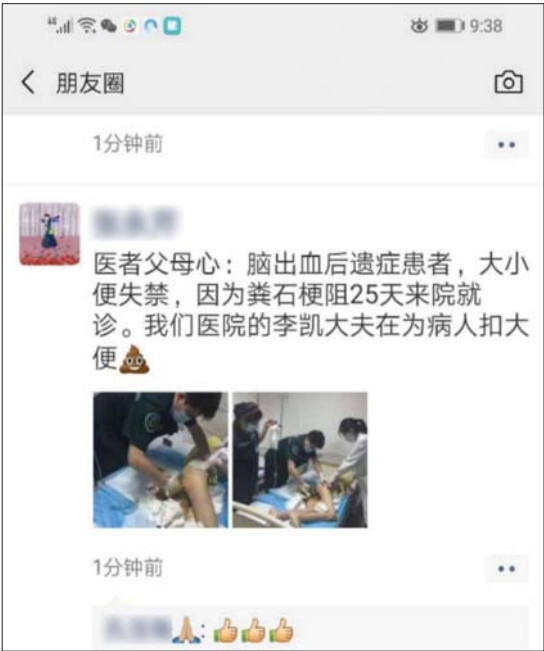 46
9:38
朋友圈
1分钟前
医者父母心：脑出血后遗症患者，大小
便失禁，因为粪石梗阻25天来院就
诊。我们医院的李凯大夫在为病人扣大
便💩
1分钟前
🙏🏼: 👍🏼👍🏼👍🏼